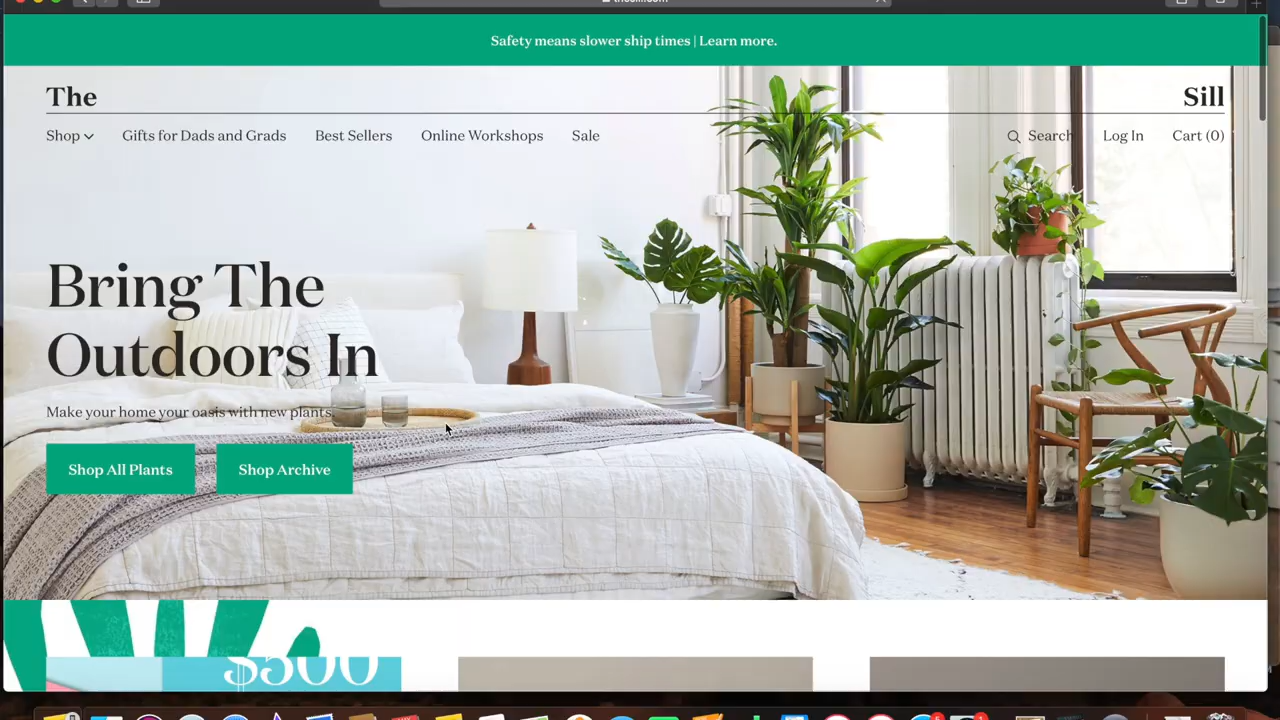 Safety means slower ship times | Learn more.
The Sill
Shop Gifts for Dads and Grads Best Sellers Online Workshops Sale Search Log In Cart (0)
Bring The
Outdoors In
Make your home your oasis with new plants.
Shop All Plants Shop Archive
$500